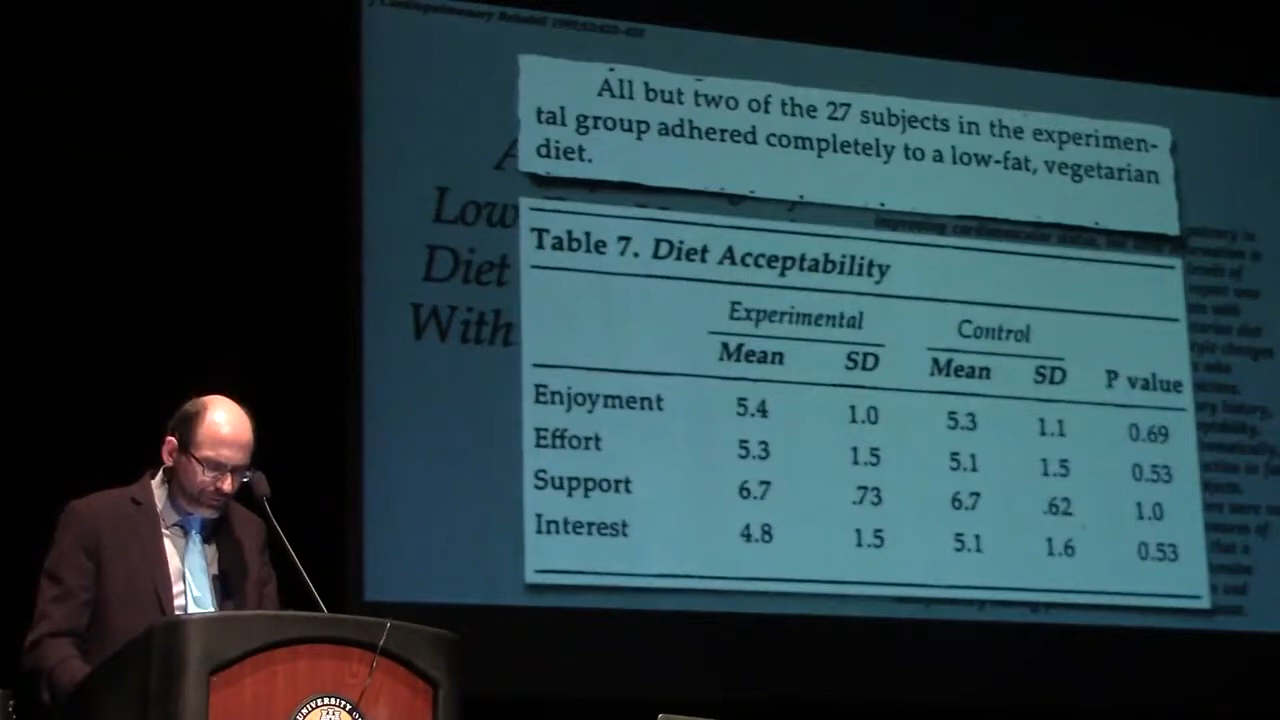 All but two of the 27 subjects in the experimen-
tal group adhered completely to a low-fat, vegetarian
diet.
Low
Diet
With
Table 7. Diet Acceptability
Experimental Control
Mean SD Mean SD P value
Enjoyment 5.4 1.0 5.3 1.1 0.69
Effort 5.3 1.5 5.1 1.5 0.53
Support 6.7 .73 6.7 .62 1.0
Interest 4.8 1.5 5.1 1.6 0.53
UNIVERSITY